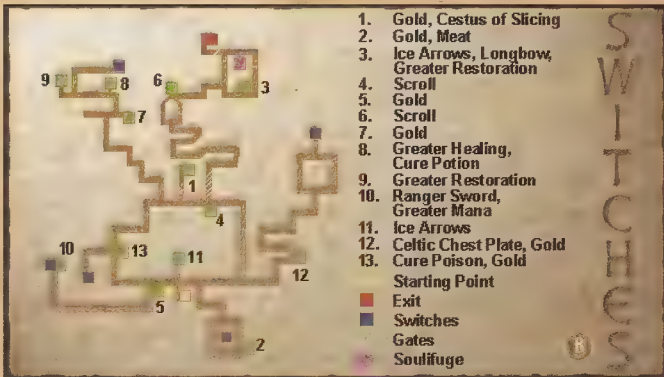 1. Gold, Cestus of Slicing
2. Gold, Meat
3. Ice Arrows, Longbow,
Greater Restoration
4. Scroll
5. Gold
6. Scroll
7. Gold
8. Greater Healing,
Cure Potion
9. Greater Restoration
10. Ranger Sword,
Greater Mana
11. Ice Arrows
12. Celtic Chest Plate, Gold
13. Cure Poison, Gold
Starting Point
Exit
Switches
Gates
Soulifuge
SWITCHES
9
8
6
3
7
1
4
10
13
11
12
5
2